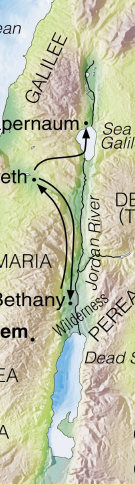 ean
GALILEE
apernaum
Sea
Galil
eth
DE
(T
MARIA
Jordan River
Bethany
Wilderness
PEREA
em
Dead S
EA
A